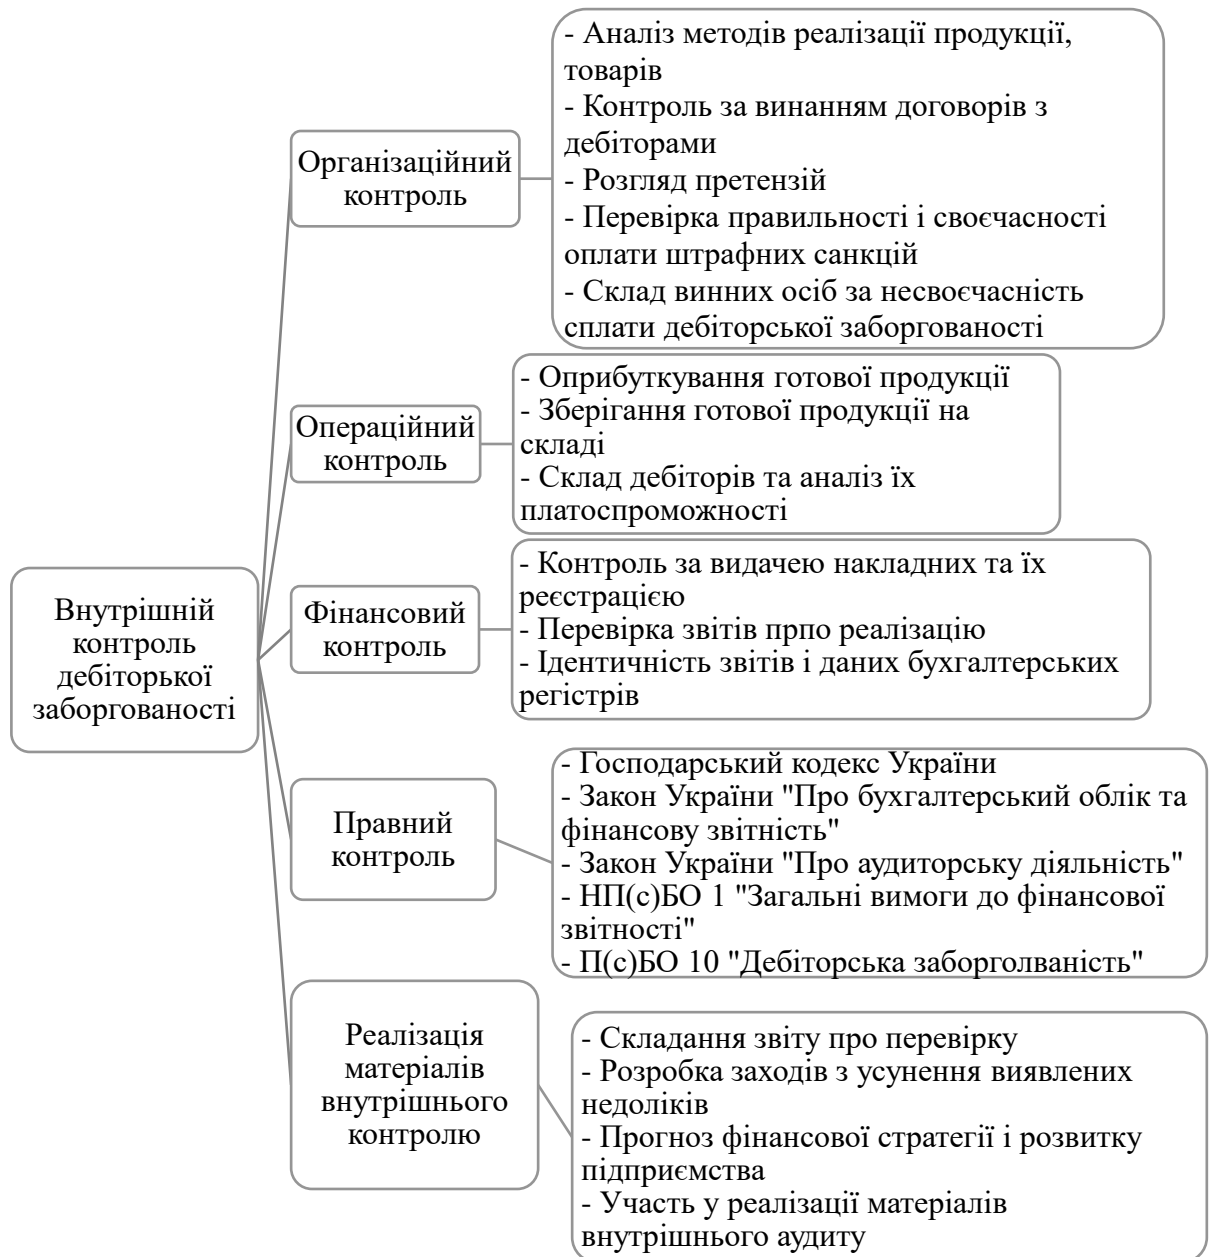 Внутрішній
контроль
дебіторької
заборгованості
Організаційний
контроль
- Аналіз методів реалізації продукції,
товарів
- Контроль за винанням договорів з
дебіторами
- Розгляд претензій
- Перевірка правильності і своєчасності
оплати штрафних санкцій
- Склад винних осіб за несвоєчасність
сплати дебіторської заборгованості
Операційний
контроль
- Оприбуткування готової продукції
- Зберігання готової продукції на
складі
- Склад дебіторів та аналіз їх
платоспроможності
Фінансовий
контроль
- Контроль за видачею накладних та їх
реєстрацією
- Перевірка звітів прпо реалізацію
- Ідентичність звітів і даних бухгалтерських
регістрів
Правний
контроль
- Господарський кодекс України
- Закон України "Про бухгалтерський облік та
фінансову звітність"
- Закон України "Про аудиторську діяльність"
- НП(с)БО 1 "Загальні вимоги до фінансової
звітності"
- П(с)БО 10 "Дебіторська заборголваність"
Реалізація
матеріалів
внутрішнього
контролю
- Складання звіту про перевірку
- Розробка заходів з усунення виявлених
недоліків
- Прогноз фінансової стратегії і розвитку
підприємства
- Участь у реалізації матеріалів
внутрішнього аудиту